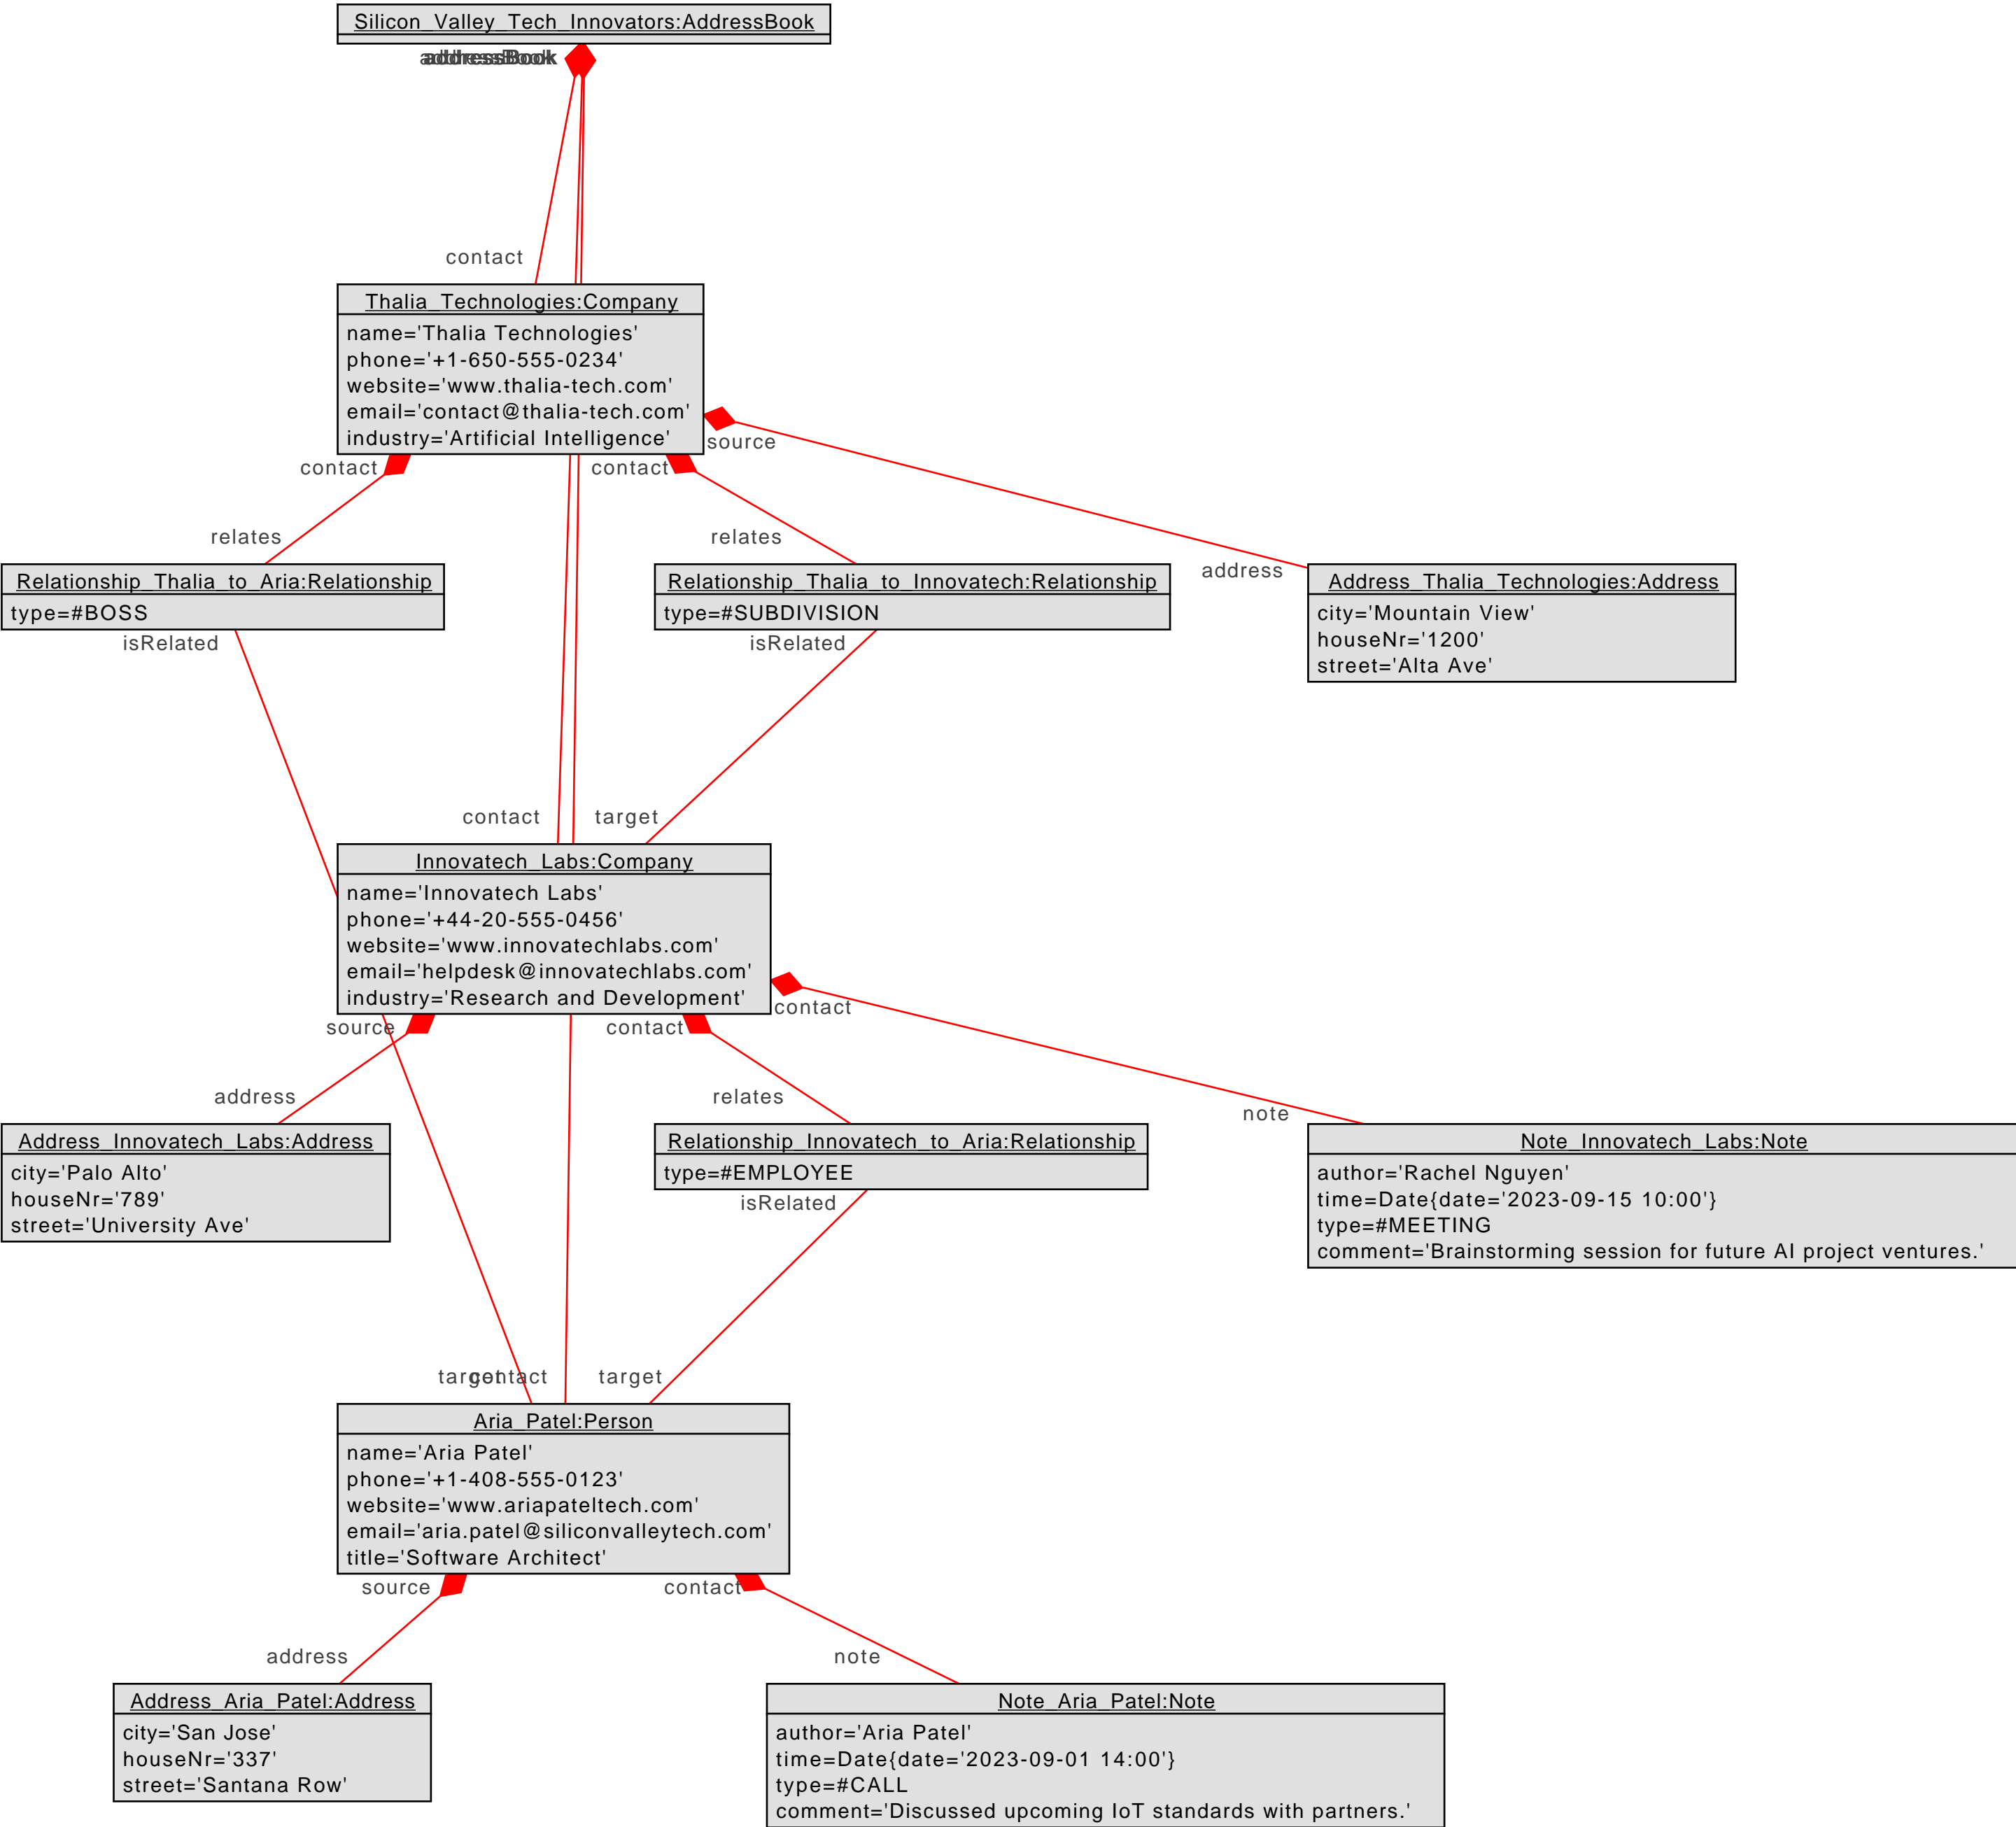 Silicon_Valley_Tech_Innovators:AddressBook
addressBook
contact
Thalia_Technologies:Company
name='Thalia Technologies'
phone='+1-650-555-0234'
website='www.thalia-tech.com'
email='contact@thalia-tech.com'
industry='Artificial Intelligence'
source
contact
contact
relates
relates
address
Relationship_Thalia_to_Aria:Relationship
type=#BOSS
isRelated
Relationship_Thalia_to_Innovatech:Relationship
type=#SUBDIVISION
isRelated
Address_Thalia_Technologies:Address
city='Mountain View'
houseNr='1200'
street='Alta Ave'
contact
target
Innovatech_Labs:Company
name='Innovatech Labs'
phone='+44-20-555-0456'
website='www.innovatechlabs.com'
email='helpdesk@innovatechlabs.com'
industry='Research and Development'
source
contact
contact
address
relates
note
Address_Innovatech_Labs:Address
city='Palo Alto'
houseNr='789'
street='University Ave'
Relationship_Innovatech_to_Aria:Relationship
type=#EMPLOYEE
isRelated
Note_Innovatech_Labs:Note
author='Rachel Nguyen'
time=Date{date='2023-09-15 10:00'}
type=#MEETING
comment='Brainstorming session for future AI project ventures.'
target
contact
target
Aria_Patel:Person
name='Aria Patel'
phone='+1-408-555-0123'
website='www.ariapateltech.com'
email='aria.patel@siliconvalleytech.com'
title='Software Architect'
source
contact
address
note
Address_Aria_Patel:Address
city='San Jose'
houseNr='337'
street='Santana Row'
Note_Aria_Patel:Note
author='Aria Patel'
time=Date{date='2023-09-01 14:00'}
type=#CALL
comment='Discussed upcoming IoT standards with partners.'